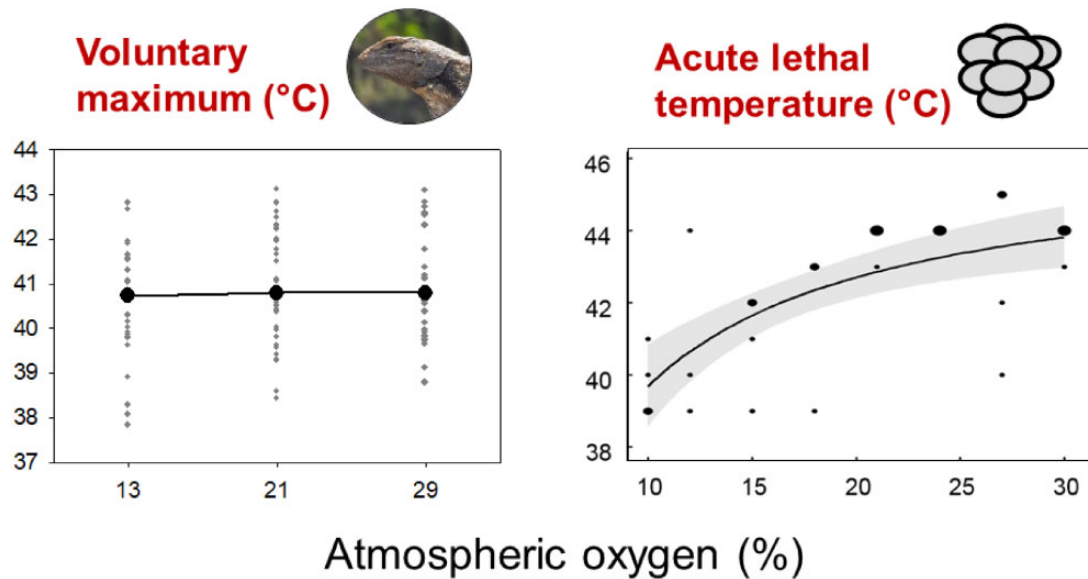 Voluntary
maximum (°C)
Acute lethal
temperature (°C)
44
43
42
41
40
39
38
37
13 21 29
46
44
42
40
38
10 15 20 25 30
Atmospheric oxygen (%)